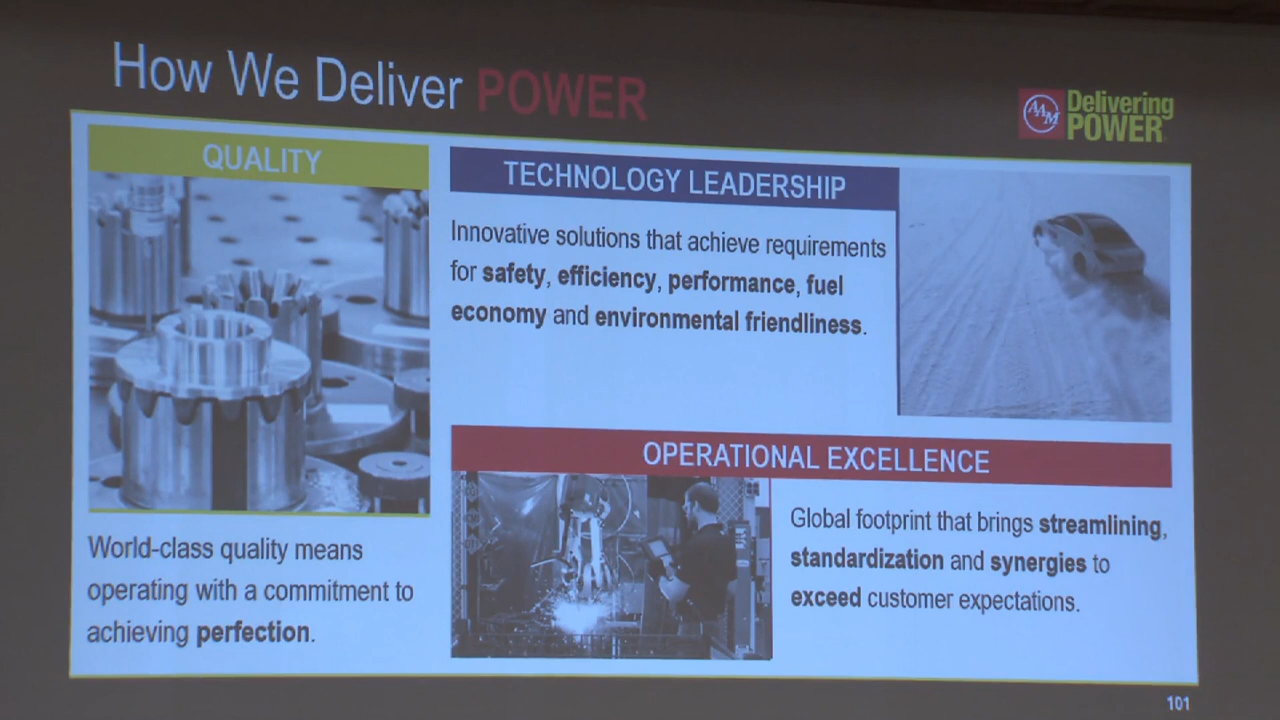 How We Deliver POWER
AAM
Delivering
POWER
QUALITY
World-class quality means
operating with a commitment to
achieving perfection.
TECHNOLOGY LEADERSHIP
Innovative solutions that achieve requirements
for safety, efficiency, performance, fuel
economy and environmental friendliness.
OPERATIONAL EXCELLENCE
Global footprint that brings streamlining,
standardization and synergies to
exceed customer expectations.
101